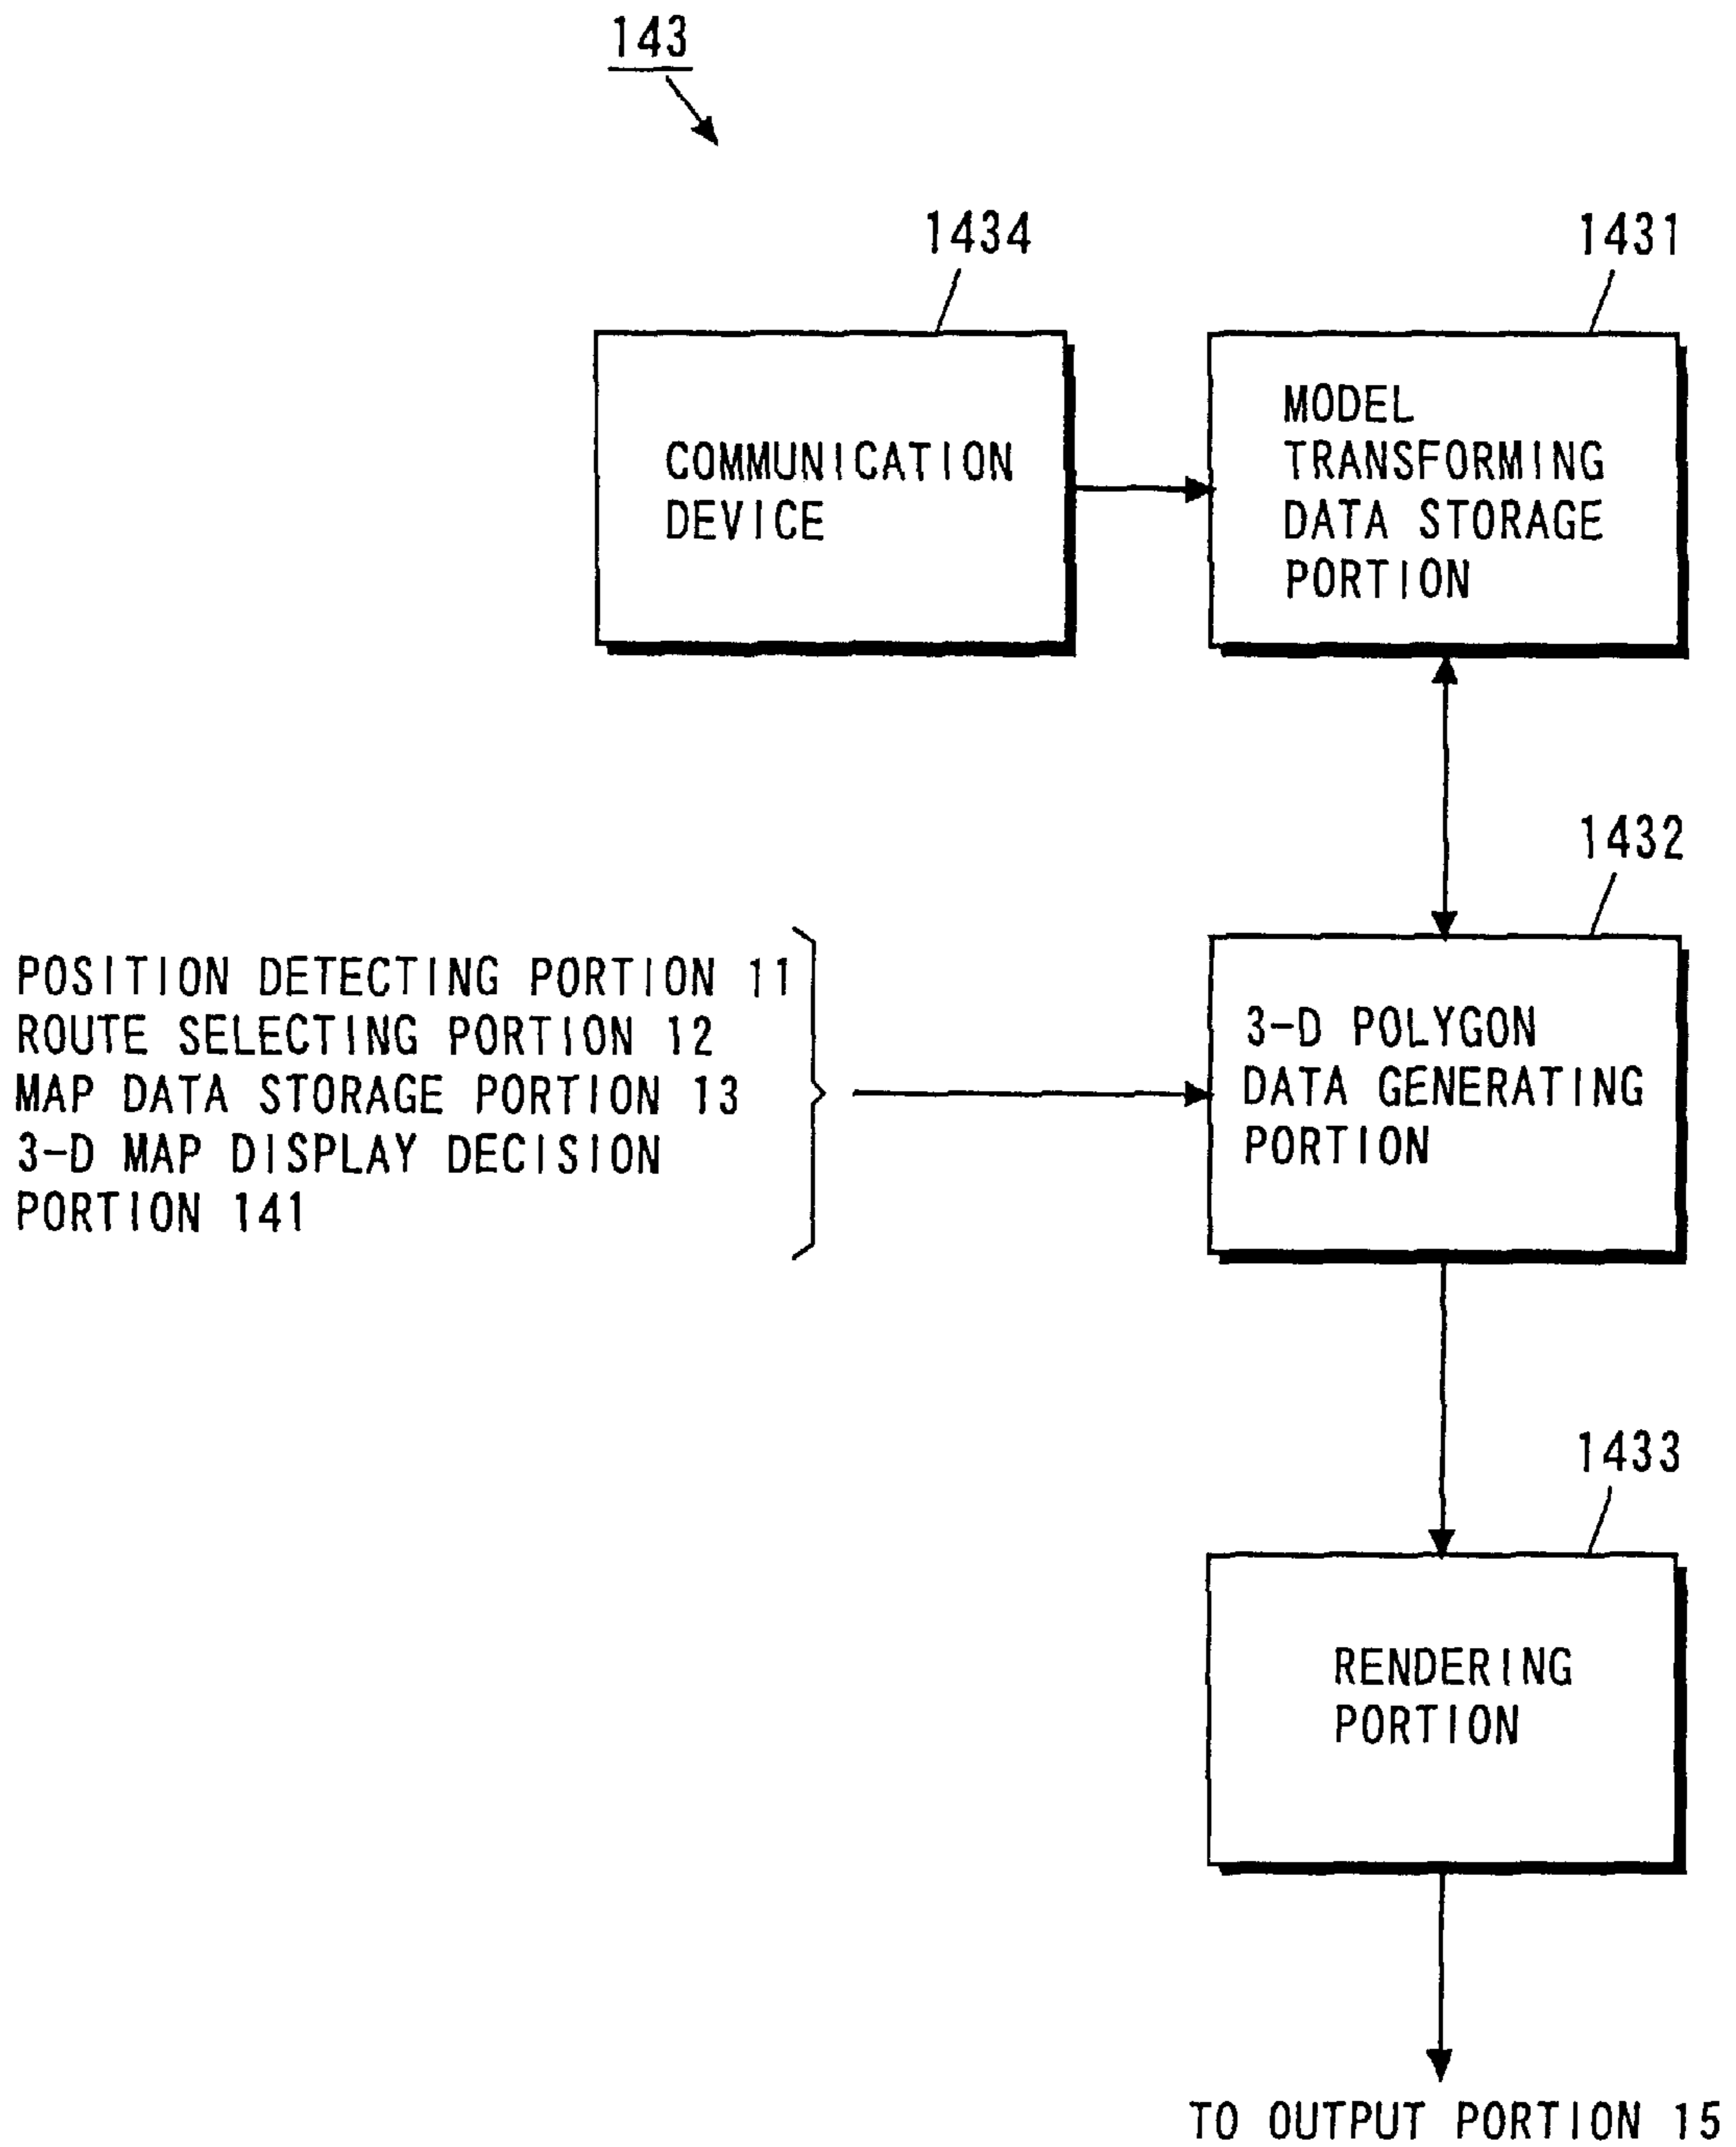 143
1434
1431
COMMUNICATION
DEVICE
MODEL
TRANSFORMING
DATA STORAGE
PORTION
1432
POSITION DETECTING PORTION 11
ROUTE SELECTING PORTION 12
MAP DATA STORAGE PORTION 13
3-D MAP DISPLAY DECISION
PORTION 141
3-D POLYGON
DATA GENERATING
PORTION
1433
RENDERING
PORTION
TO OUTPUT PORTION 15